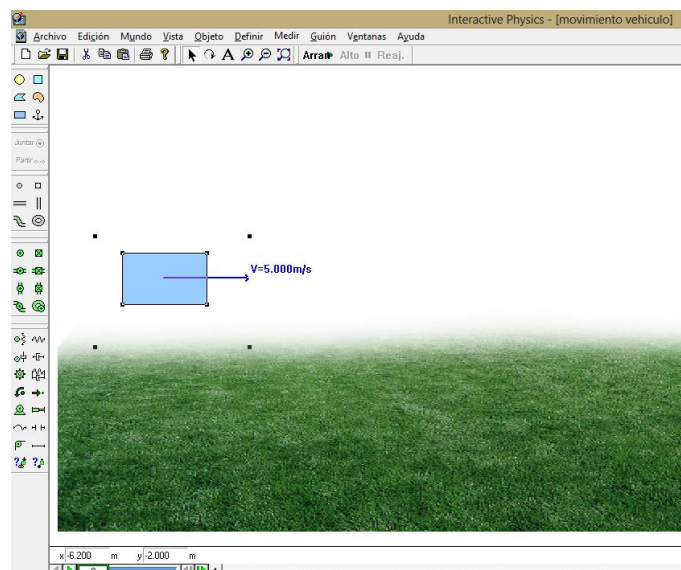 Interactive Physics - [movimiento vehiculo]
Archivo Edición Mundo Vista Objeto Definir Medir Guión Ventanas Ayuda
A Arran Alto Reaj.
Juntar
Partir
V=5.000m/s
x -6.200 m y -2.000 m
0